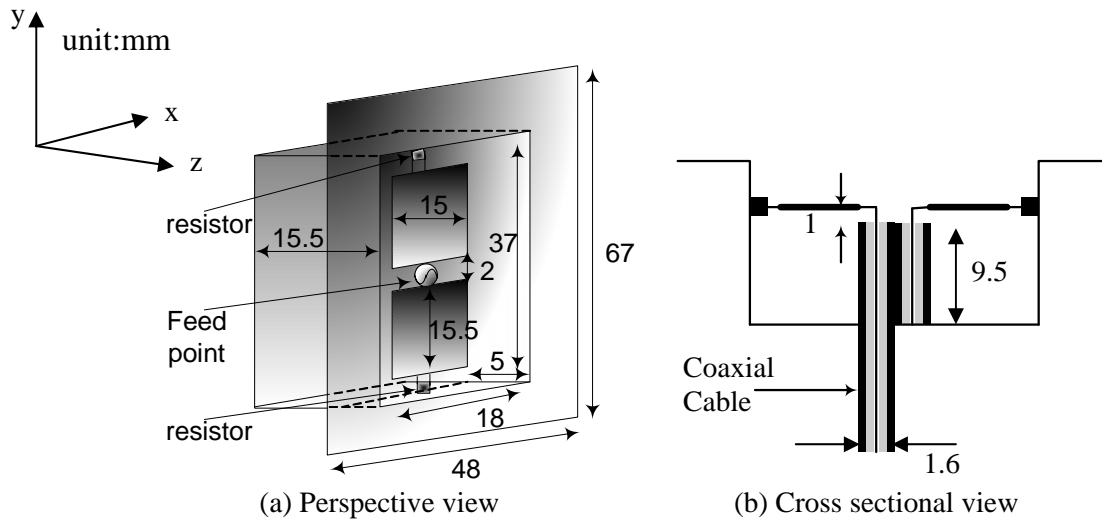 y
unit:mm
x
z
resistor
15
15.5
37
67
2
Feed
point
15.5
5
resistor
18
48
(a) Perspective view
1
9.5
Coaxial
Cable
1.6
(b) Cross sectional view